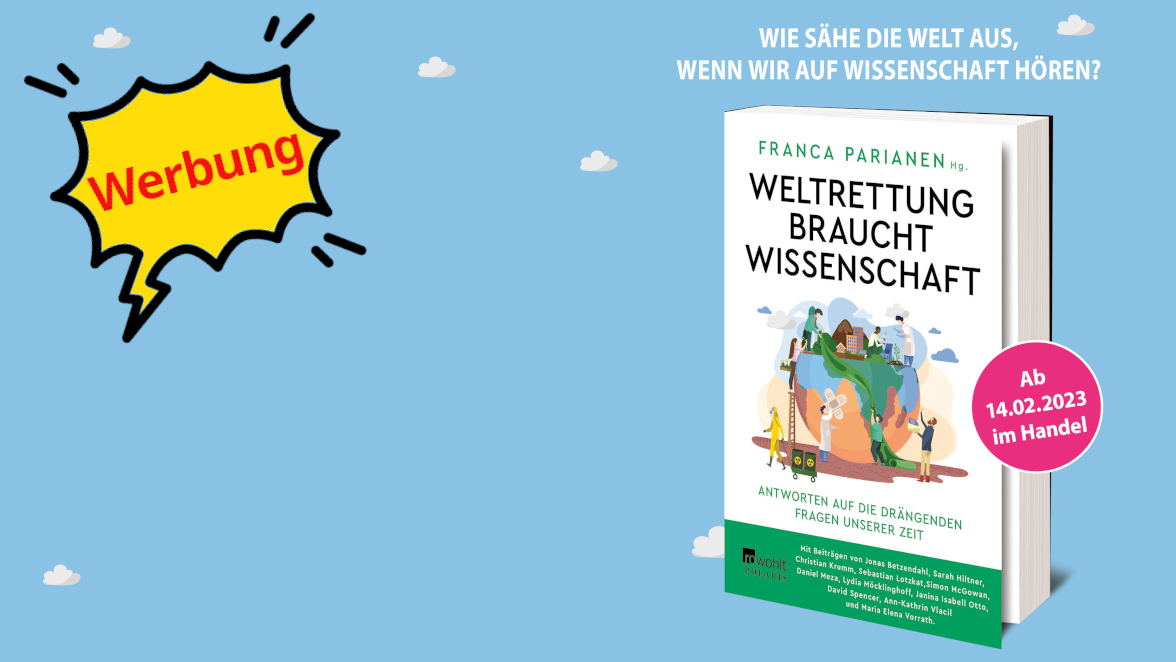 Werbung
WIE SÄHE DIE WELT AUS,
WENN WIR AUF WISSENSCHAFT HÖREN?
FRANCA PARIANEN Hg.
WELTRETTUNG
BRAUCHT
WISSENSCHAFT
Ab
14.02.2023
im Handel
ANTWORTEN AUF DIE DRÄNGENDEN
FRAGEN UNSERER ZEIT
rowohlt
Mit Beiträgen von Jonas Betzendahl, Sarah Hiltner,
Christian Krumm, Sebastian Lotzkat,Simon McGowan,
Daniel Meza, Lydia Möcklinghoff, Janina Isabell Otto,
David Spencer, Ann-Kathrin Vlacil
und Maria Elena Vorrath.